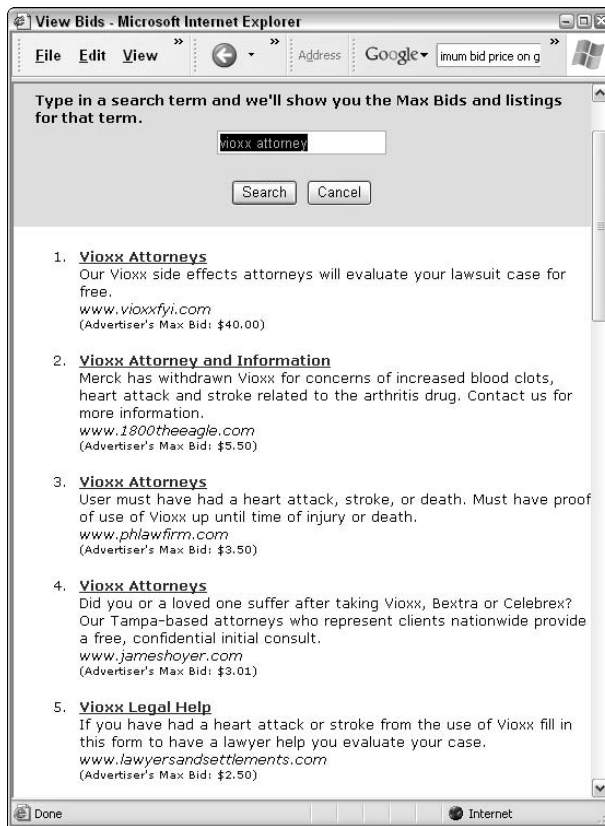 View Bids - Microsoft Internet Explorer
File Edit View » » Address Google imum bid price on g »
Type in a search term and we'll show you the Max Bids and listings
for that term.
vioxx attorney
Search Cancel
1. Vioxx Attorneys
Our Vioxx side effects attorneys will evaluate your lawsuit case for
free.
www.vioxxfyi.com
(Advertiser's Max Bid: $40.00)
2. Vioxx Attorney and Information
Merck has withdrawn Vioxx for concerns of increased blood clots,
heart attack and stroke related to the arthritis drug. Contact us for
more information.
www.1800theeagle.com
(Advertiser's Max Bid: $5.50)
3. Vioxx Attorneys
User must have had a heart attack, stroke, or death. Must have proof
of use of Vioxx up until time of injury or death.
www.phlawfirm.com
(Advertiser's Max Bid: $3.50)
4. Vioxx Attorneys
Did you or a loved one suffer after taking Vioxx, Bextra or Celebrex?
Our Tampa-based attorneys who represent clients nationwide provide
a free, confidential initial consult.
www.jameshoyer.com
(Advertiser's Max Bid: $3.01)
5. Vioxx Legal Help
If you have had a heart attack or stroke from the use of Vioxx fill in
this form to have a lawyer help you evaluate your case.
www.lawyersandsettlements.com
(Advertiser's Max Bid: $2.50)
Done Internet